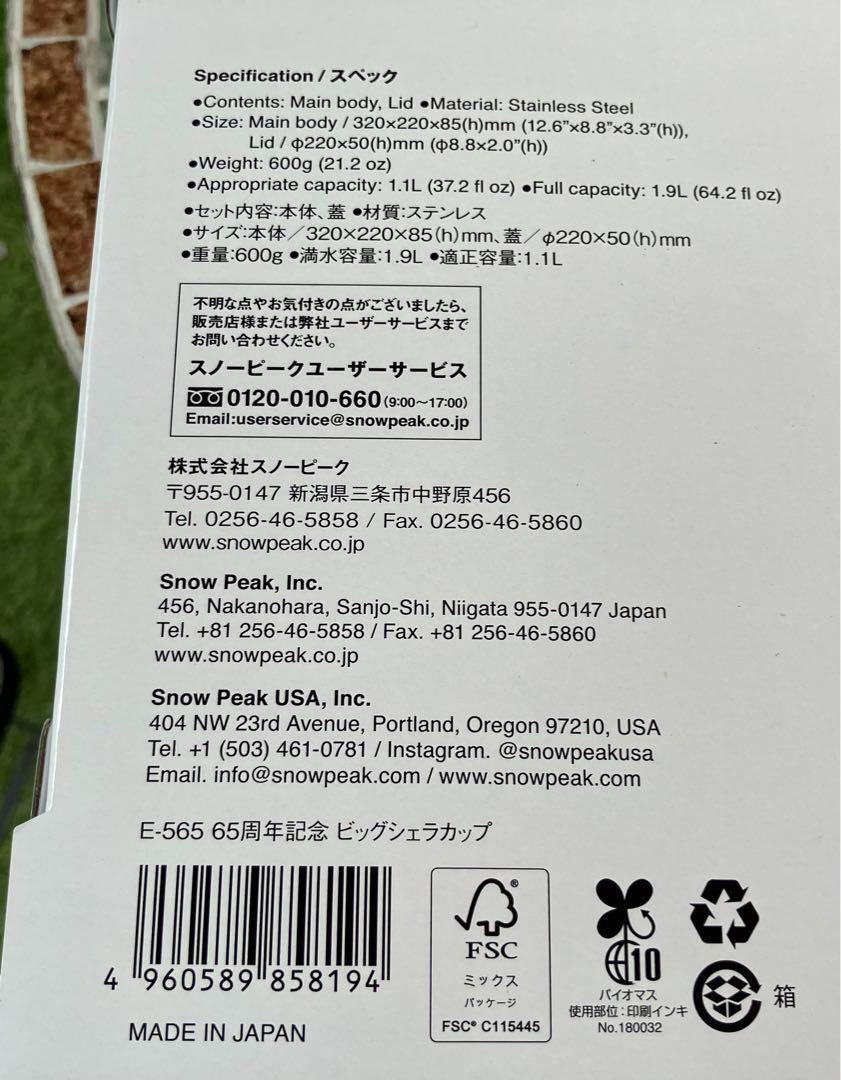 Specification / スペック
●Contents: Main body, Lid ●Material: Stainless Steel
●Size: Main body / 320×220×85(h)mm (12.6”×8.8”×3.3”(h)),
Lid / φ220×50(h)mm (φ8.8×2.0”(h))
●Weight: 600g (21.2 oz)
●Appropriate capacity: 1.1L (37.2 fl oz) ●Full capacity: 1.9L (64.2 fl oz)
●セット内容:本体、蓋 ●材質:ステンレス
●サイズ:本体／320×220×85(h)mm、蓋／φ220×50(h)mm
●重量:600g ●満水容量:1.9L ●適正容量:1.1L
不明な点やお気付きの点がございましたら、
販売店様または弊社ユーザーサービスまで
お問い合わせください。
スノーピークユーザーサービス
0120-010-660(9:00〜17:00)
Email:userservice@snowpeak.co.jp
株式会社スノーピーク
〒955-0147 新潟県三条市中野原456
Tel. 0256-46-5858 / Fax. 0256-46-5860
www.snowpeak.co.jp
Snow Peak, Inc.
456, Nakanohara, Sanjo-Shi, Niigata 955-0147 Japan
Tel. +81 256-46-5858 / Fax. +81 256-46-5860
www.snowpeak.co.jp
Snow Peak USA, Inc.
404 NW 23rd Avenue, Portland, Oregon 97210, USA
Tel. +1 (503) 461-0781 / Instagram. @snowpeakusa
Email. info@snowpeak.com / www.snowpeak.com
E-565 65周年記念 ビッグシェラカップ
4 960589 858194
MADE IN JAPAN
®
FSC
ミックス
パッケージ
FSC® C115445
10
バイオマス
使用部位:印刷インキ
No.180032
箱